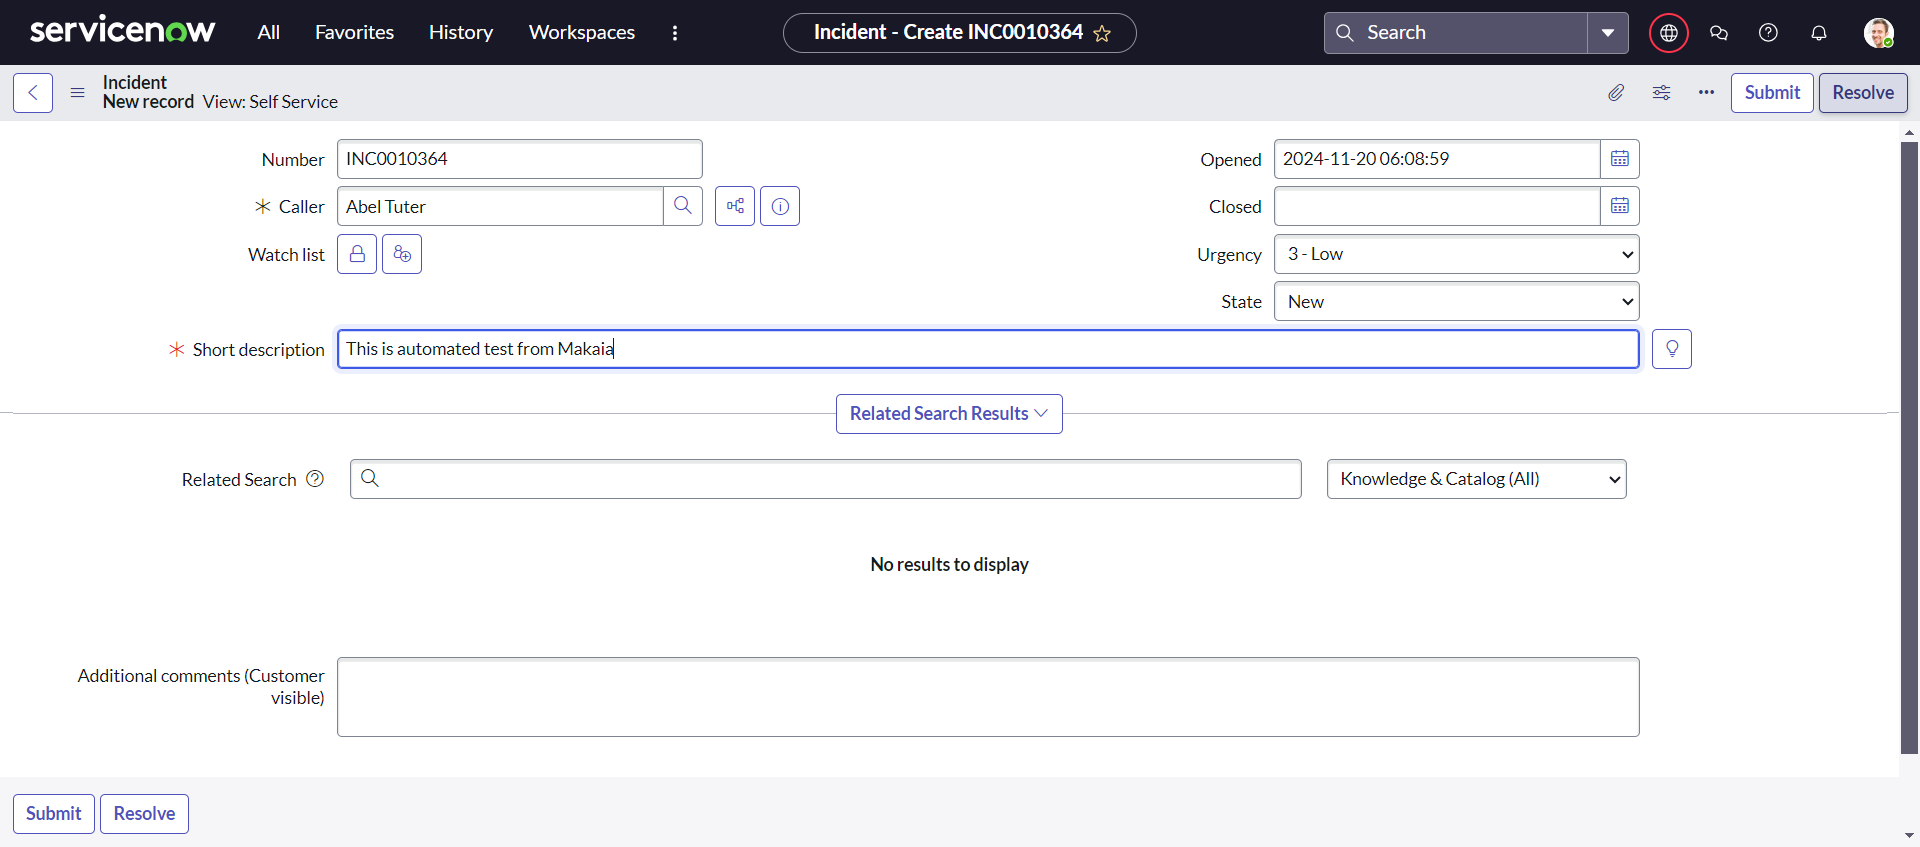 servicenow All Favorites History Workspaces Incident - Create INC0010364 Search
Incident
New record View: Self Service
Submit Resolve
Number INC0010364 Opened 2024-11-20 06:08:59
Caller Abel Tuter Closed
Watch list Urgency 3 - Low
State New
Short description This is automated test from Makaia
Related Search Results
Related Search Knowledge & Catalog (All)
No results to display
Additional comments (Customer
visible)
Submit Resolve